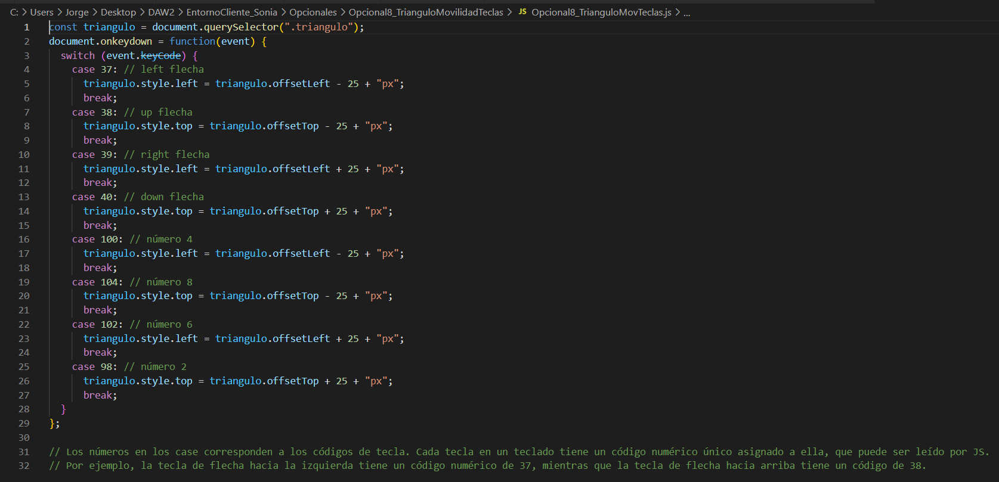 C: > Users > Jorge > Desktop > DAW2 > EntornoCliente_Sonia > Opcionales > Opcional8_TrianguloMovilidadTeclas > JS Opcional8_TrianguloMovTeclas.js > ...
1 const triangulo = document.querySelector(".triangulo");
2 document.onkeydown = function(event) {
3   switch (event.keyCode) {
4     case 37: // left flecha
5       triangulo.style.left = triangulo.offsetLeft - 25 + "px";
6       break;
7     case 38: // up flecha
8       triangulo.style.top = triangulo.offsetTop - 25 + "px";
9       break;
10     case 39: // right flecha
11       triangulo.style.left = triangulo.offsetLeft + 25 + "px";
12       break;
13     case 40: // down flecha
14       triangulo.style.top = triangulo.offsetTop + 25 + "px";
15       break;
16     case 100: // número 4
17       triangulo.style.left = triangulo.offsetLeft - 25 + "px";
18       break;
19     case 104: // número 8
20       triangulo.style.top = triangulo.offsetTop - 25 + "px";
21       break;
22     case 102: // número 6
23       triangulo.style.left = triangulo.offsetLeft + 25 + "px";
24       break;
25     case 98: // número 2
26       triangulo.style.top = triangulo.offsetTop + 25 + "px";
27       break;
28   }
29 };
30
31 // Los números en los case corresponden a los códigos de tecla. Cada tecla en un teclado tiene un código numérico único asignado a ella, que puede ser leído por JS.
32 // Por ejemplo, la tecla de flecha hacia la izquierda tiene un código numérico de 37, mientras que la tecla de flecha hacia arriba tiene un código de 38.